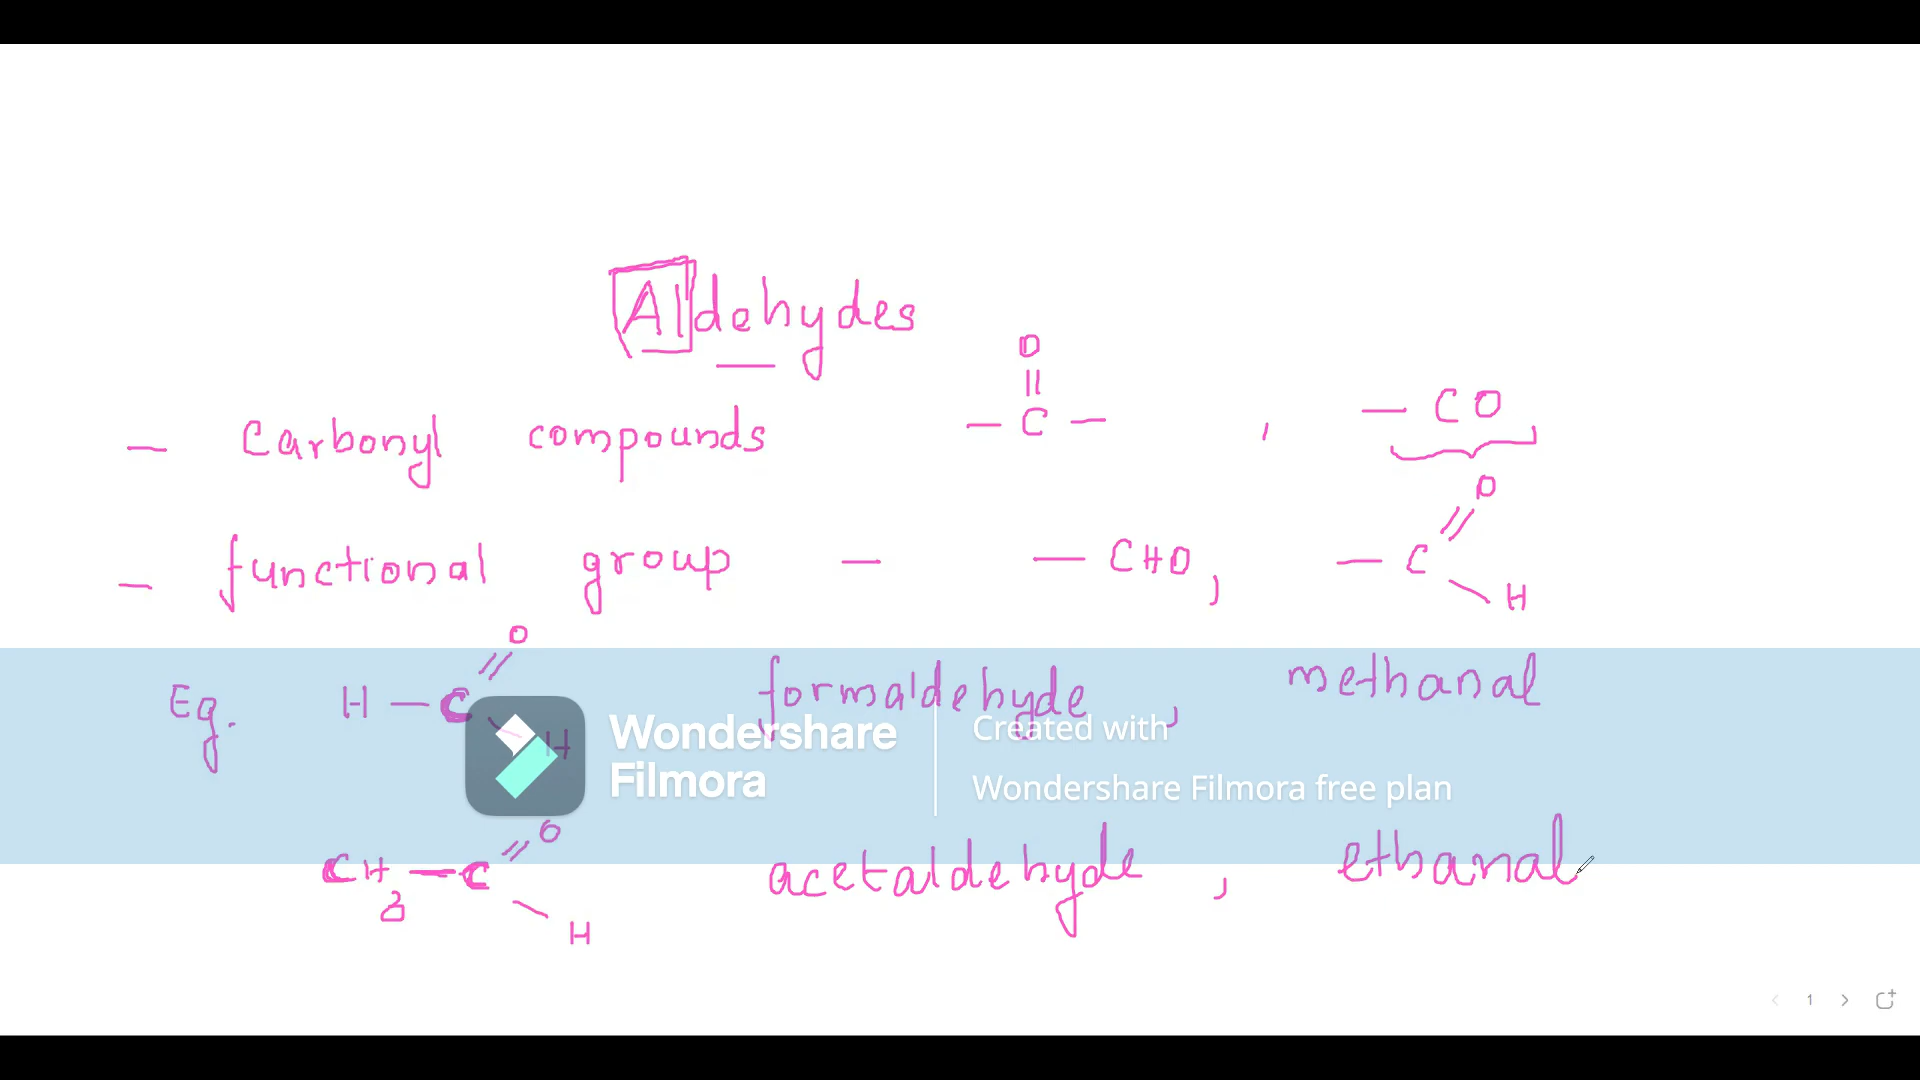 Aldehydes
– Carbonyl compounds
O
||
– C – , – CO
– functional group – – CHO,
O
//
– C
\
H
Eg. H – C
O
//
\
H
formaldehyde , methanal
Wondershare
Filmora
Created with
Wondershare Filmora free plan
CH3 – C
O
//
\
H
acetaldehyde , ethanal
1